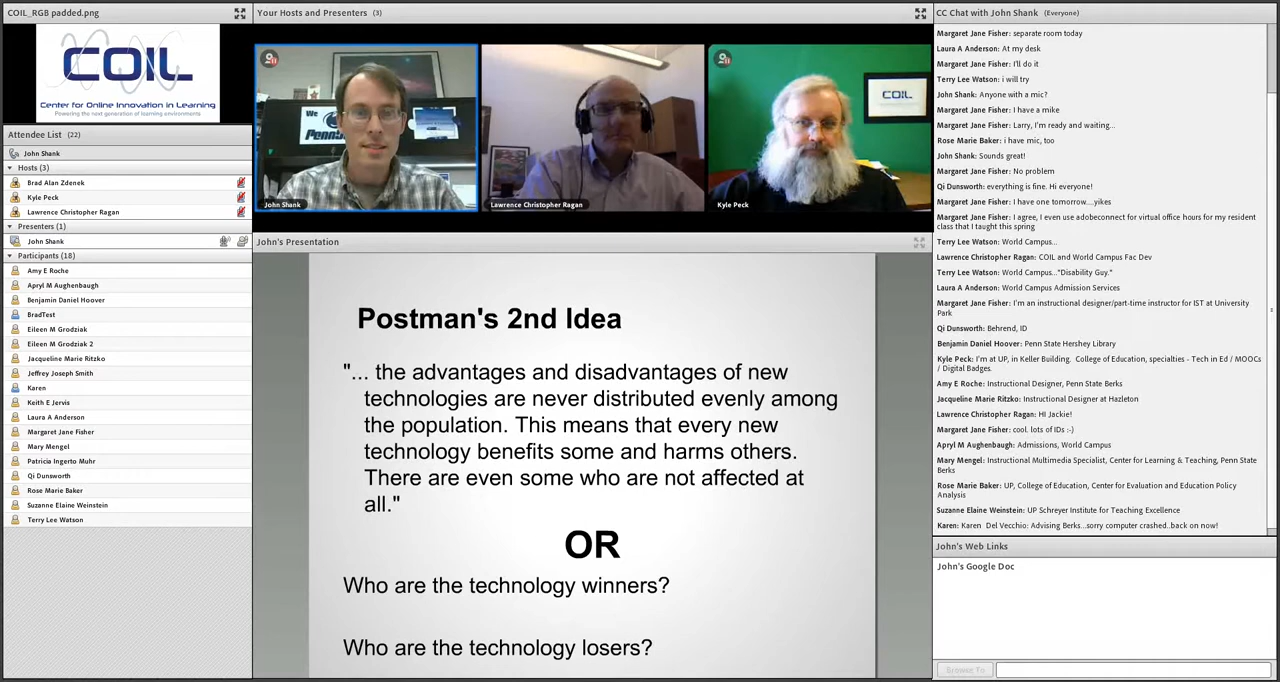 COIL_RGB padded.png
COIL
Center for Online Innovation in Learning
Powering the next generation of learning environments
Attendee List (22)
John Shank
Hosts (3)
Brad Alan Zdenek
Kyle Peck
Lawrence Christopher Ragan
Presenters (1)
John Shank
Participants (18)
Amy E Roche
Apryl M Aughenbaugh
Benjamin Daniel Hoover
BradTest
Eileen M Grodziak
Eileen M Grodziak 2
Jacqueline Marie Ritzko
Jeffrey Joseph Smith
Karen
Keith E Jervis
Laura A Anderson
Margaret Jane Fisher
Mary Mengel
Patricia Ingerto Muhr
Qi Dunsworth
Rose Marie Baker
Suzanne Elaine Weinstein
Terry Lee Watson
Your Hosts and Presenters (3)
We
Penn
John Shank
Lawrence Christopher Ragan
COIL
Kyle Peck
John's Presentation
Postman's 2nd Idea
"... the advantages and disadvantages of new
technologies are never distributed evenly among
the population. This means that every new
technology benefits some and harms others.
There are even some who are not affected at
all."
OR
Who are the technology winners?
Who are the technology losers?
CC Chat with John Shank (Everyone)
Margaret Jane Fisher: separate room today
Laura A Anderson: At my desk
Margaret Jane Fisher: I'll do it
Terry Lee Watson: i will try
John Shank: Anyone with a mic?
Margaret Jane Fisher: I have a mike
Margaret Jane Fisher: Larry, I'm ready and waiting...
Rose Marie Baker: i have mic, too
John Shank: Sounds great!
Margaret Jane Fisher: No problem
Qi Dunsworth: everything is fine. Hi everyone!
Margaret Jane Fisher: I have one tomorrow....yikes
Margaret Jane Fisher: I agree, I even use adobeconnect for virtual office hours for my resident
class that I taught this spring
Terry Lee Watson: World Campus...
Lawrence Christopher Ragan: COIL and World Campus Fac Dev
Terry Lee Watson: World Campus..."Disability Guy."
Laura A Anderson: World Campus Admission Services
Margaret Jane Fisher: I'm an instructional designer/part-time instructor for IST at University
Park
Qi Dunsworth: Behrend, ID
Benjamin Daniel Hoover: Penn State Hershey Library
Kyle Peck: I'm at UP, in Keller Building. College of Education, specialties - Tech in Ed / MOOCs
/ Digital Badges.
Amy E Roche: Instructional Designer, Penn State Berks
Jacqueline Marie Ritzko: Instructional Designer at Hazleton
Lawrence Christopher Ragan: HI Jackie!
Margaret Jane Fisher: cool. lots of IDs :-)
Apryl M Aughenbaugh: Admissions, World Campus
Mary Mengel: Instructional Multimedia Specialist, Center for Learning & Teaching, Penn State
Berks
Rose Marie Baker: UP, College of Education, Center for Evaluation and Education Policy
Analysis
Suzanne Elaine Weinstein: UP Schreyer Institute for Teaching Excellence
Karen: Karen Del Vecchio: Advising Berks...sorry computer crashed..back on now!
John's Web Links
John's Google Doc
Browse To